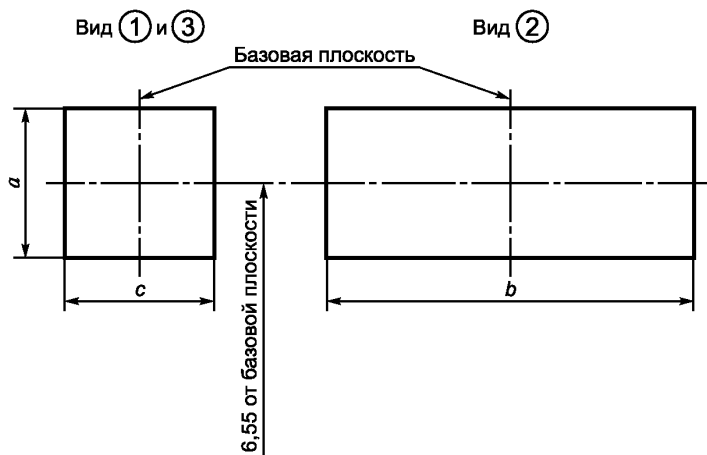 Вид 1 и 3
Вид 2
Базовая плоскость
a
6,55 от базовой плоскости
c
b